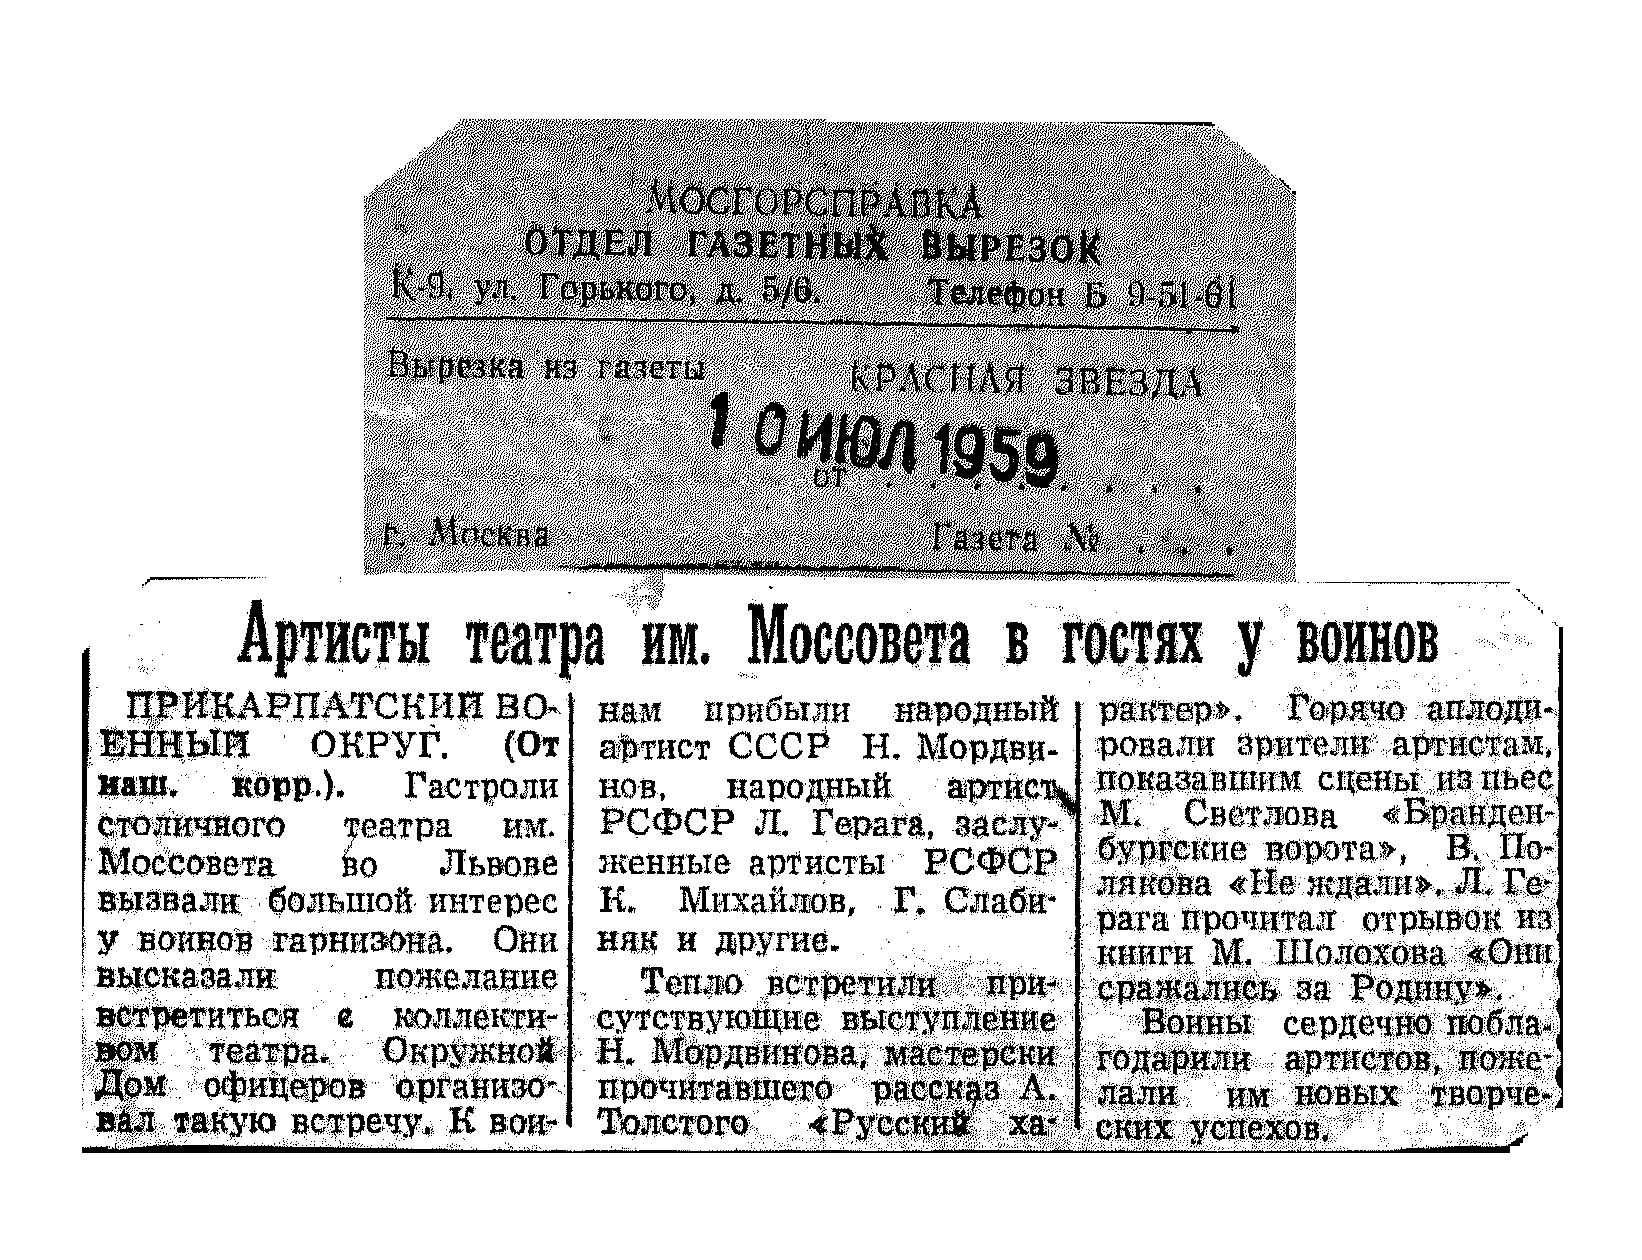 МОСГОРСПРАВКА
ОТДЕЛ ГАЗЕТНЫХ ВЫРЕЗОК
К-9, ул. Горького, д. 5/6. Телефон Б 9-51-61
Вырезка из газеты КРАСНАЯ ЗВЕЗДА
10 ИЮЛ 1959
от . . . . . . . .
г. Москва Газета № . . .
Артисты театра им. Моссовета в гостях у воинов
ПРИКАРПАТСКИЙ ВО-
ЕННЫЙ ОКРУГ. (От
наш. корр.). Гастроли
столичного театра им.
Моссовета во Львове
вызвали большой интерес
у воинов гарнизона. Они
высказали пожелание
встретиться с коллекти-
вом театра. Окружной
Дом офицеров организо-
вал такую встречу. К вои-
нам прибыли народный
артист СССР Н. Мордви-
нов, народный артист
РСФСР Л. Герага, заслу-
женные артисты РСФСР
К. Михайлов, Г. Слаби-
няк и другие.
Тепло встретили при-
сутствующие выступление
Н. Мордвинова, мастерски
прочитавшего рассказ А.
Толстого «Русский ха-
рактер». Горячо аплоди-
ровали зрители артистам,
показавшим сцены из пьес
М. Светлова «Бранден-
бургские ворота», В. По-
лякова «Не ждали». Л. Ге-
рага прочитал отрывок из
книги М. Шолохова «Они
сражались за Родину».
Воины сердечно побла-
годарили артистов, поже-
лали им новых творче-
ских успехов.